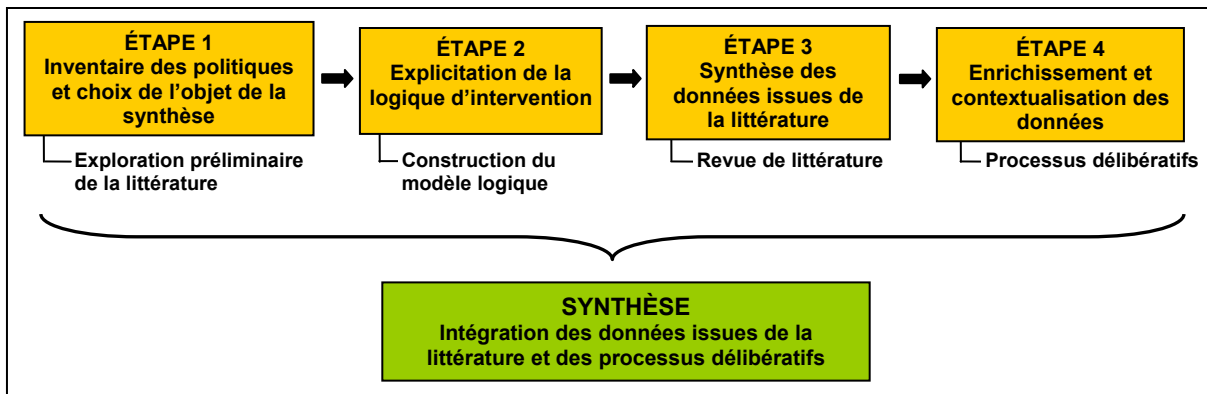 ÉTAPE 1
Inventaire des politiques
et choix de l'objet de la
synthèse
Exploration préliminaire
de la littérature
ÉTAPE 2
Explicitation de la
logique d'intervention
Construction du
modèle logique
ÉTAPE 3
Synthèse des
données issues de
la littérature
Revue de littérature
ÉTAPE 4
Enrichissement et
contextualisation des
données
Processus délibératifs
SYNTHÈSE
Intégration des données issues de la
littérature et des processus délibératifs